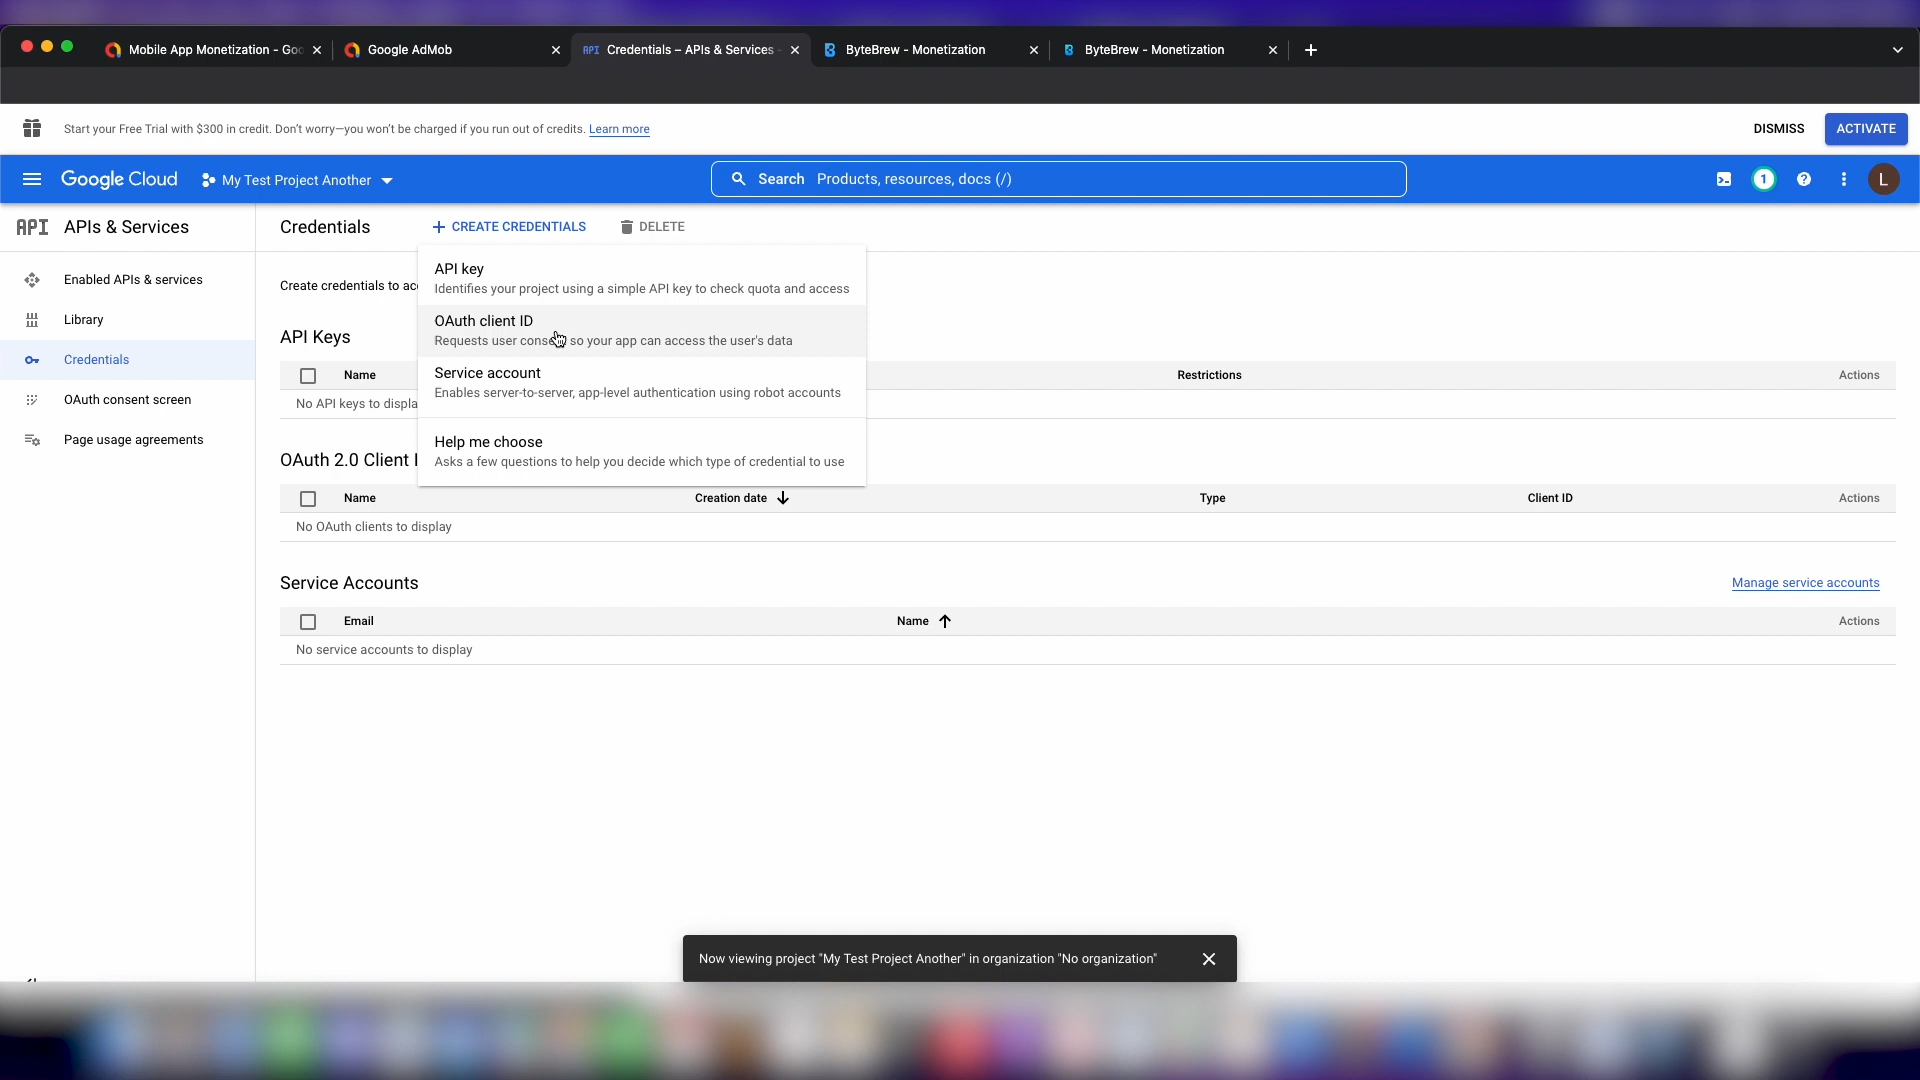 Mobile App Monetization - Goo
Google AdMob
API Credentials – APIs & Services -
ByteBrew - Monetization
ByteBrew - Monetization
Start your Free Trial with $300 in credit. Don't worry—you won't be charged if you run out of credits. Learn more
DISMISS
ACTIVATE
Google Cloud
My Test Project Another
Search Products, resources, docs (/)
1
L
API APIs & Services
Credentials
+ CREATE CREDENTIALS
DELETE
Enabled APIs & services
Library
Credentials
OAuth consent screen
Page usage agreements
Create credentials to ac
API key
Identifies your project using a simple API key to check quota and access
OAuth client ID
Requests user conse so your app can access the user's data
Service account
Enables server-to-server, app-level authentication using robot accounts
Help me choose
Asks a few questions to help you decide which type of credential to use
API Keys
Name
Restrictions
Actions
No API keys to displa
OAuth 2.0 Client I
Name
Creation date
Type
Client ID
Actions
No OAuth clients to display
Service Accounts
Manage service accounts
Email
Name
Actions
No service accounts to display
Now viewing project "My Test Project Another" in organization "No organization"